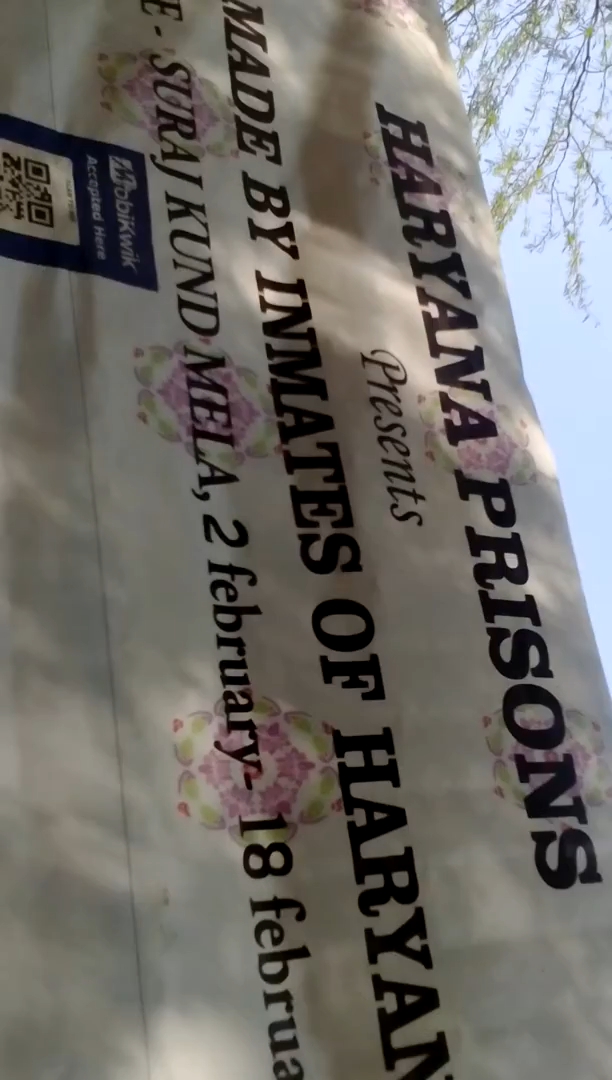 HARYANA PRISONS
Presents
MADE BY INMATES OF HARYAN
E - SURAJ KUND MELA, 2 february- 18 februa
MobiKwik
Accepted Here